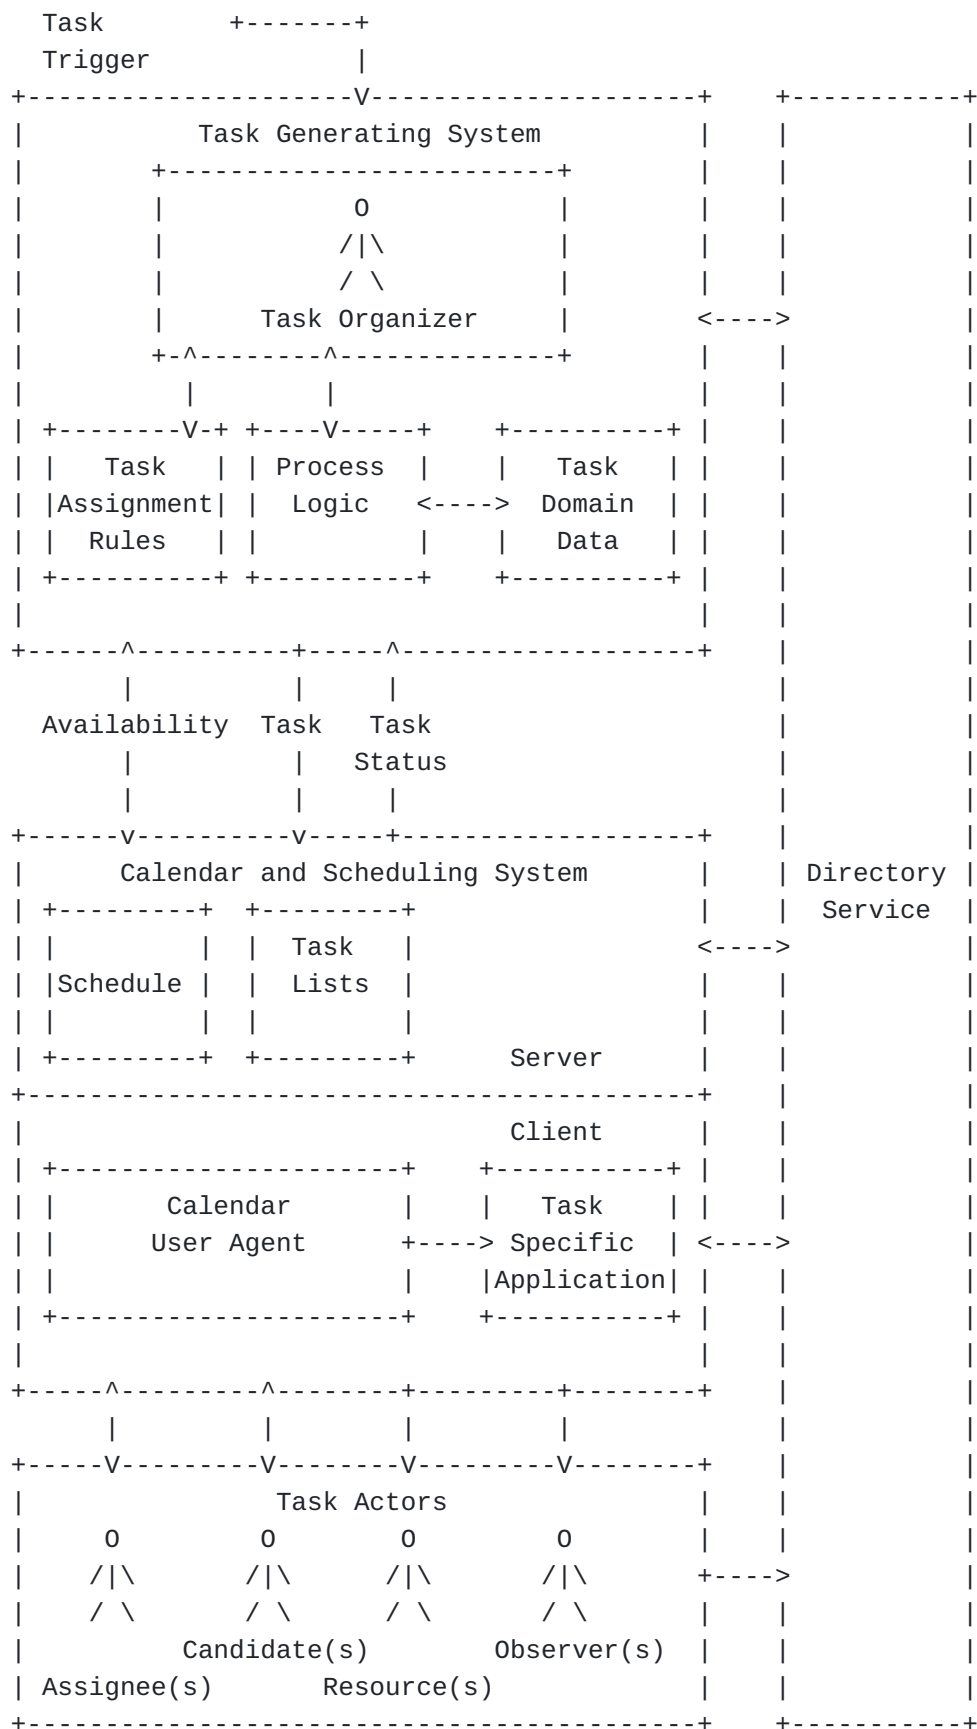 Task +-------+
Trigger |
+---------------------V---------------------+ +-----------+
| Task Generating System | | |
| +-------------------------+ | | |
| | O | | | |
| | /|\ | | | |
| | / \ | | | |
| | Task Organizer | <----> |
| +-^--------^---------------+ | | |
| | | | | |
| +--------V-+ +----V-----+ +----------+ | | |
| | Task | | Process | | Task | | | |
| |Assignment| | Logic <----> Domain | | | |
| | Rules | | | | Data | | | |
| +----------+ +----------+ +----------+ | | |
| | | |
+------^----------+-----^-------------------+ | |
| | | | |
Availability Task Task | |
| | Status | |
| | | | |
+------v----------v-----+-------------------+ | |
| Calendar and Scheduling System | | Directory |
| +---------+ +---------+ | | Service |
| | | | Task | <----> |
| |Schedule | | Lists | | | |
| | | | | | | |
| +---------+ +---------+ Server | | |
+-------------------------------------------+ | |
| Client | | |
| +----------------------+ +-----------+ | | |
| | Calendar | | Task | | | |
| | User Agent +----> Specific | <----> |
| | | |Application| | | |
| +----------------------+ +-----------+ | | |
| | | |
+-----^---------^--------+---------+--------+ | |
| | | | | |
+-----V---------V--------V---------V--------+ | |
| Task Actors | | |
| O O O O | | |
| /|\ /|\ /|\ /|\ +----> |
| / \ / \ / \ / \ | | |
| Candidate(s) Observer(s) | | |
| Assignee(s) Resource(s) | | |
+-------------------------------------------+ +-----------+